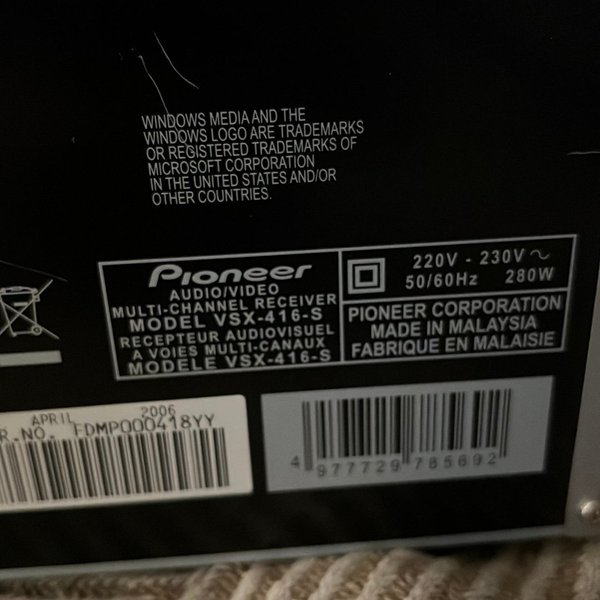 WINDOWS MEDIA AND THE
WINDOWS LOGO ARE TRADEMARKS
OR REGISTERED TRADEMARKS OF
MICROSOFT CORPORATION
IN THE UNITED STATES AND/OR
OTHER COUNTRIES.
Pioneer
AUDIO/VIDEO
MULTI-CHANNEL RECEIVER
MODEL VSX-416-S
RECEPTEUR AUDIOVISUEL
A VOIES MULTI-CANAUX
MODELE VSX-416-S
220V - 230V ~
50/60Hz 280W
PIONEER CORPORATION
MADE IN MALAYSIA
FABRIQUE EN MALAISIE
APRIL 2006
R.NO. FDMP000418YY
4 977729 785692